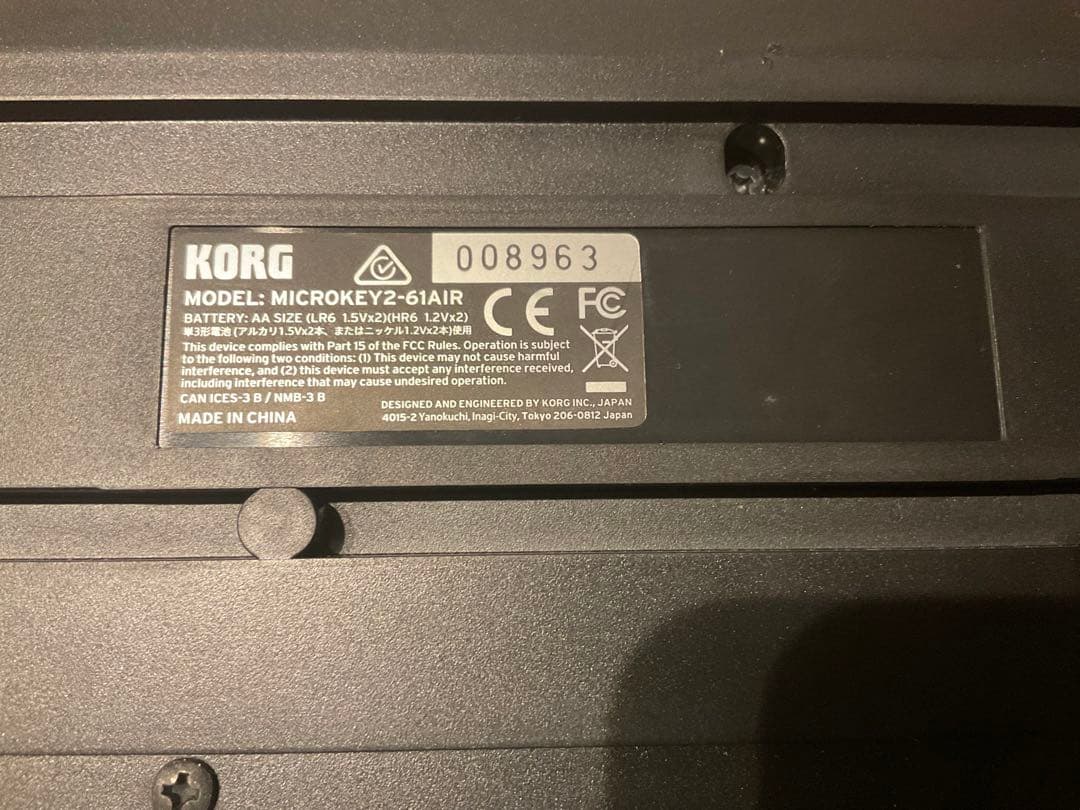 KORG
008963
MODEL: MICROKEY2-61AIR
BATTERY: AA SIZE (LR6 1.5Vx2)(HR6 1.2Vx2)
単3形電池 (アルカリ1.5Vx2本、またはニッケル1.2Vx2本)使用
CE FC
This device complies with Part 15 of the FCC Rules. Operation is subject
to the following two conditions: (1) This device may not cause harmful
interference, and (2) this device must accept any interference received,
including interference that may cause undesired operation.
CAN ICES-3 B / NMB-3 B
MADE IN CHINA
DESIGNED AND ENGINEERED BY KORG INC., JAPAN
4015-2 Yanokuchi, Inagi-City, Tokyo 206-0812 Japan